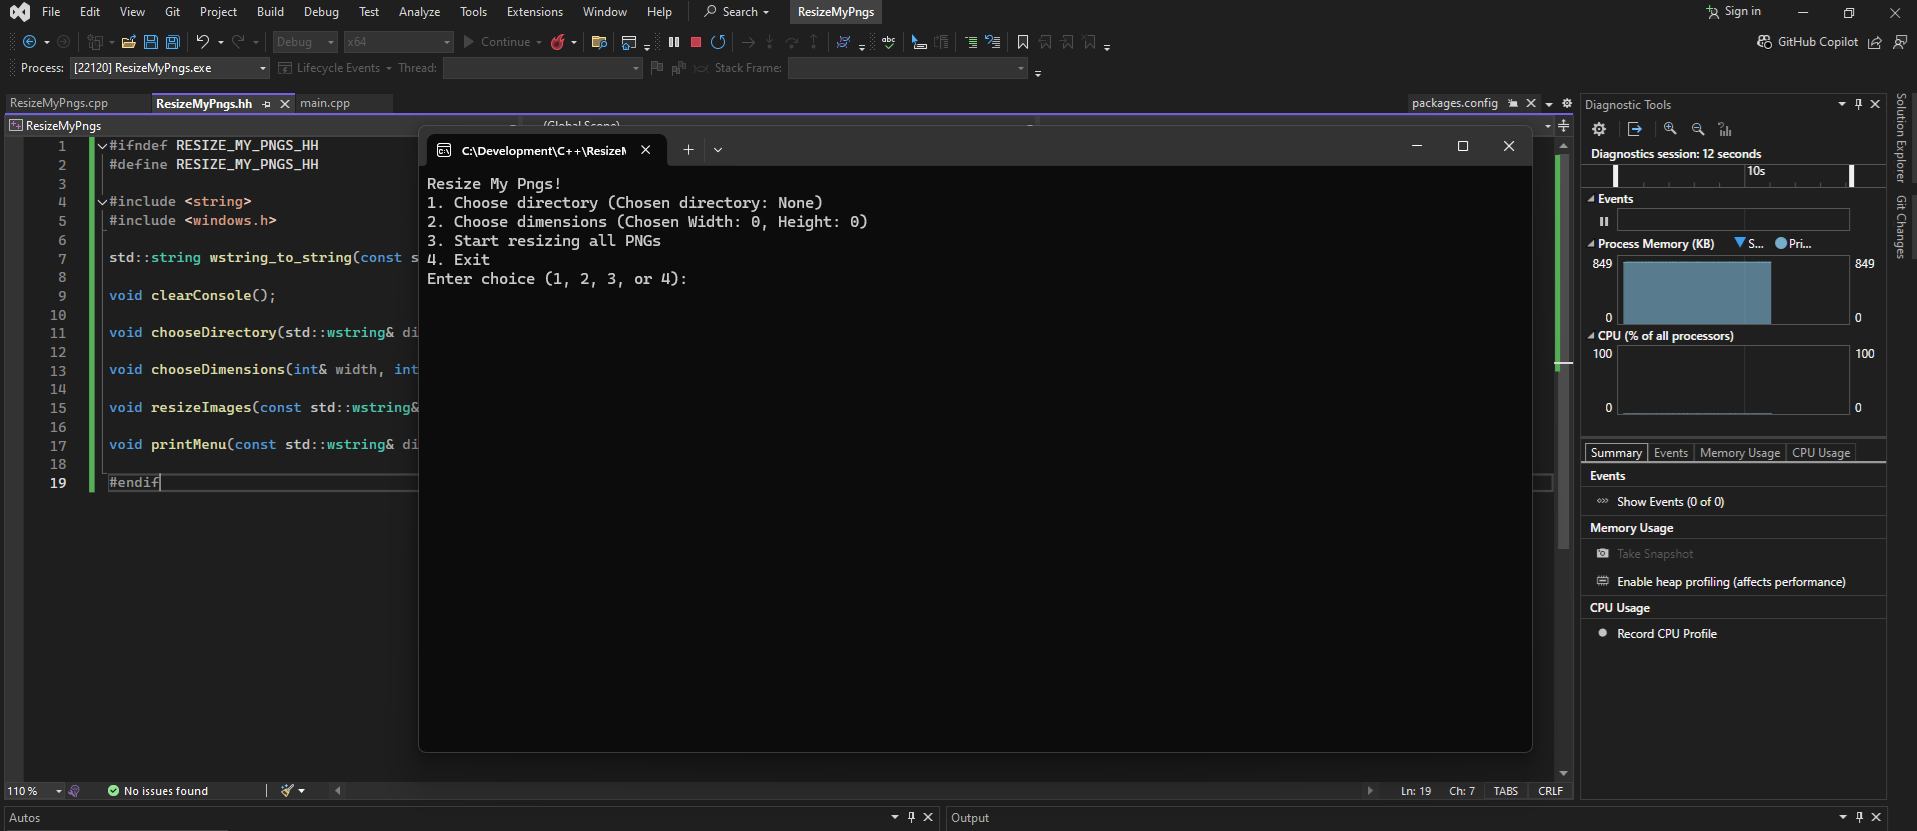 File Edit View Git Project Build Debug Test Analyze Tools Extensions Window Help Search ResizeMyPngs Sign in
Debug x64 Continue GitHub Copilot
Process: [22120] ResizeMyPngs.exe Lifecycle Events Thread: Stack Frame:
ResizeMyPngs.cpp ResizeMyPngs.hh main.cpp packages.config
ResizeMyPngs (Global Scope)
1 #ifndef RESIZE_MY_PNGS_HH
2 #define RESIZE_MY_PNGS_HH
3
4 #include <string>
5 #include <windows.h>
6
7 std::string wstring_to_string(const s
8
9 void clearConsole();
10
11 void chooseDirectory(std::wstring& di
12
13 void chooseDimensions(int& width, int
14
15 void resizeImages(const std::wstring&
16
17 void printMenu(const std::wstring& di
18
19 #endif
C:\Development\C++\ResizeM
Resize My Pngs!
1. Choose directory (Chosen directory: None)
2. Choose dimensions (Chosen Width: 0, Height: 0)
3. Start resizing all PNGs
4. Exit
Enter choice (1, 2, 3, or 4):
Diagnostic Tools
Diagnostics session: 12 seconds
10s
Events
Process Memory (KB) S... Pri...
849 849
0 0
CPU (% of all processors)
100 100
0 0
Summary Events Memory Usage CPU Usage
Events
Show Events (0 of 0)
Memory Usage
Take Snapshot
Enable heap profiling (affects performance)
CPU Usage
Record CPU Profile
Solution Explorer
Git Changes
110 % No issues found Ln: 19 Ch: 7 TABS CRLF
Autos Output